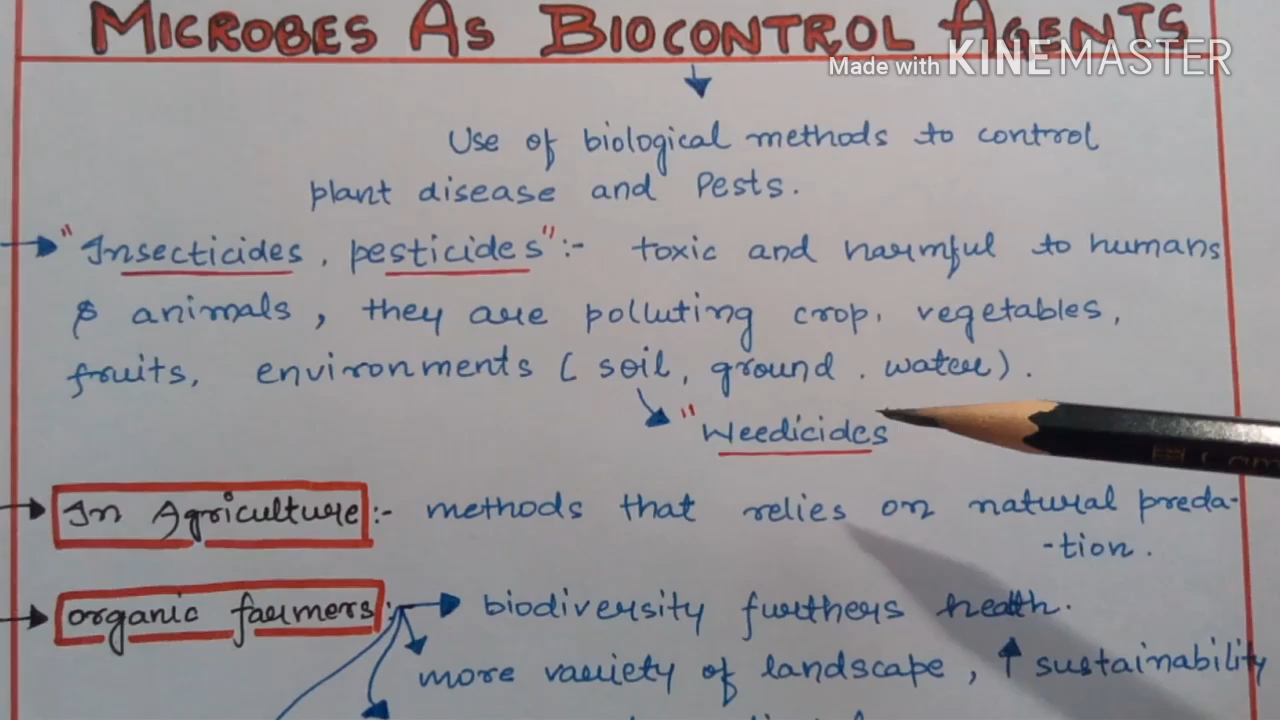 MICROBES AS BIOCONTROL AGENTS
Made with KINEMASTER
Use of biological methods to control
plant disease and Pests.
"Insecticides, pesticides":- toxic and harmful to humans
& animals, they are polluting crop, vegetables,
fruits, environments (soil, ground. water).
"Weedicides
In Agriculture:- methods that relies on natural preda-
-tion.
organic farmers:- biodiversity furthers health.
more variety of landscape, ↑ sustainability